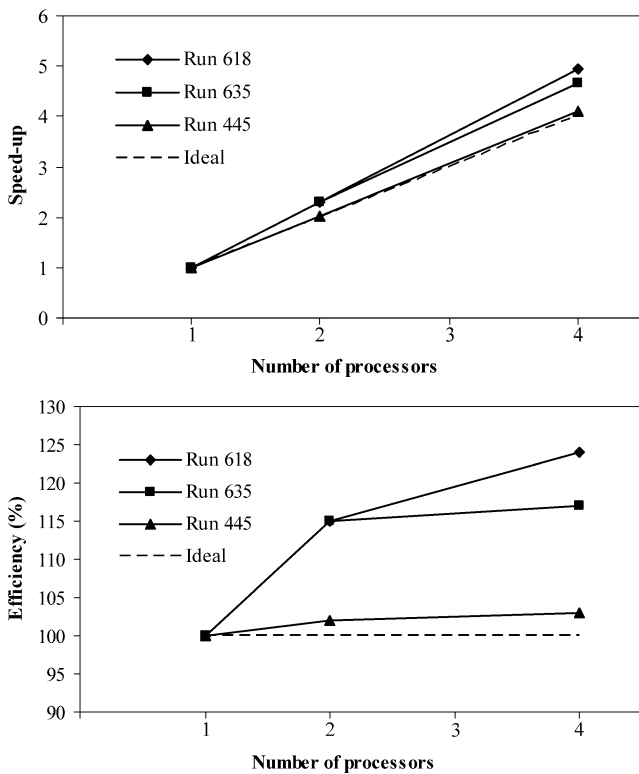 6
5
4
3
2
1
0
Speed-up
Run 618
Run 635
Run 445
Ideal
1 2 3 4
Number of processors
130
125
120
115
110
105
100
95
90
Efficiency (%)
Run 618
Run 635
Run 445
Ideal
1 2 3 4
Number of processors